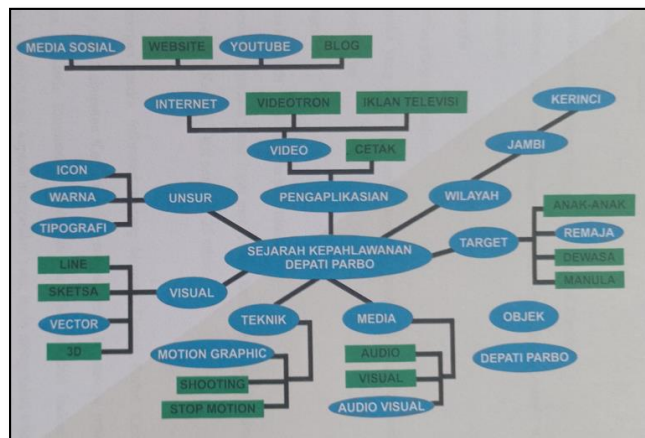 MEDIA SOSIAL
WEBSITE
YOUTUBE
BLOG
INTERNET
VIDEOTRON
IKLAN TELEVISI
KERINCI
VIDEO
CETAK
JAMBI
ICON
WARNA
TIPOGRAFI
UNSUR
PENGAPLIKASIAN
WILAYAH
ANAK-ANAK
REMAJA
DEWASA
MANULA
TARGET
SEJARAH KEPAHLAWANAN
DEPATI PARBO
LINE
SKETSA
VECTOR
3D
VISUAL
TEKNIK
MEDIA
OBJEK
MOTION GRAPHIC
SHOOTING
STOP MOTION
AUDIO
VISUAL
AUDIO VISUAL
DEPATI PARBO